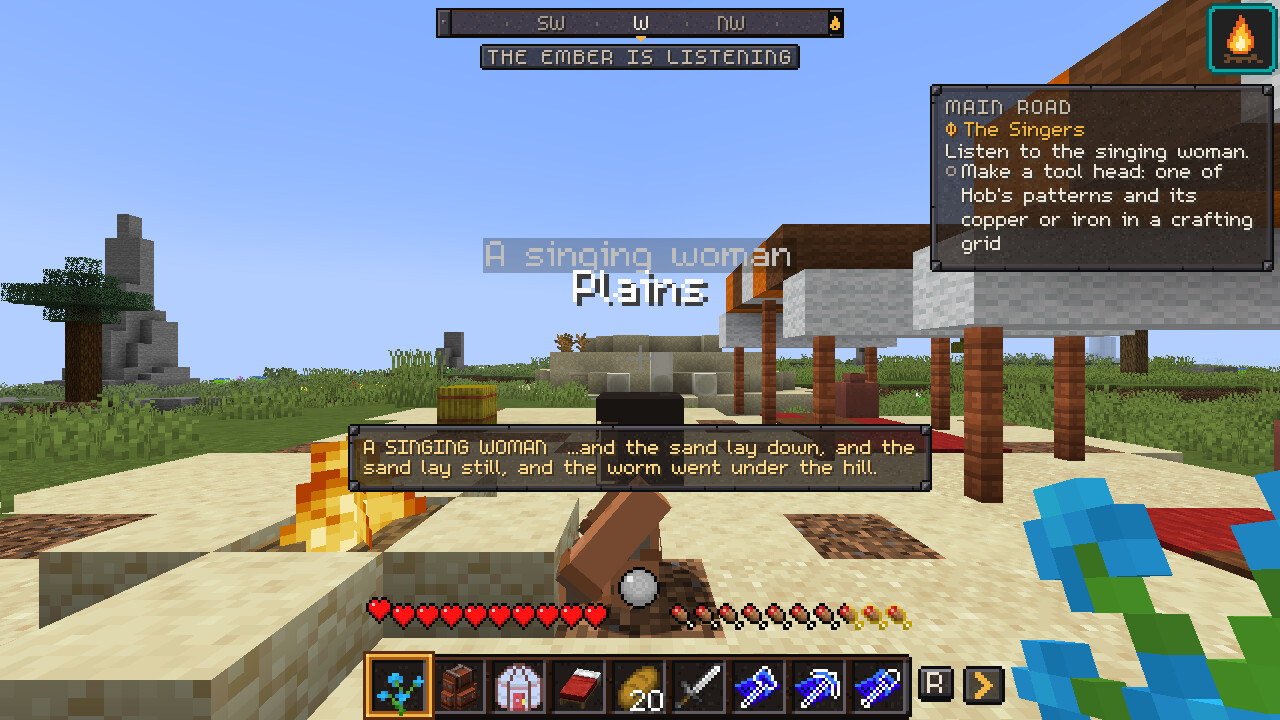 SW W NW
THE EMBER IS LISTENING
MAIN ROAD
The Singers
Listen to the singing woman.
Make a tool head: one of
Hob's patterns and its
copper or iron in a crafting
grid
A singing woman
Plains
A SINGING WOMAN ...and the sand lay down, and the
sand lay still, and the worm went under the hill.
20
R